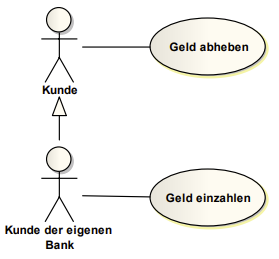 Geld abheben
Kunde
Geld einzahlen
Kunde der eigenen
Bank